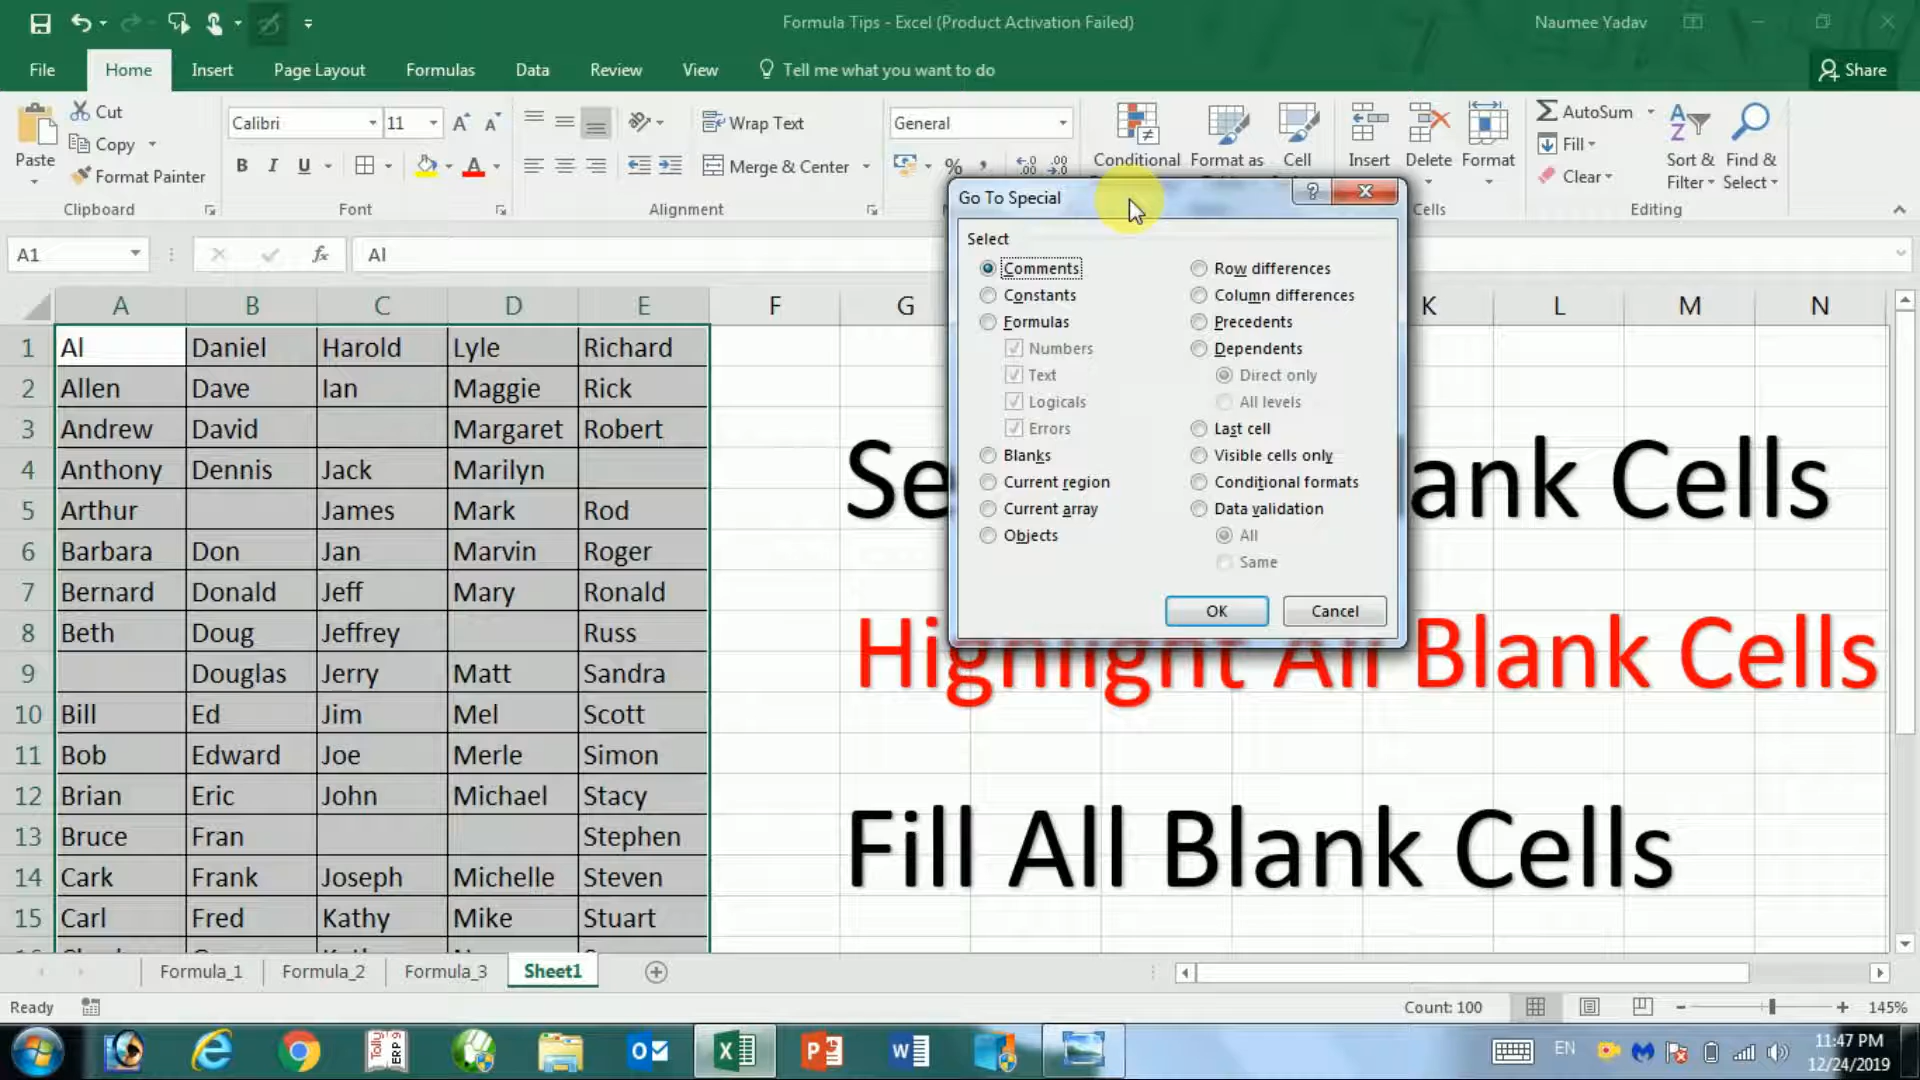 Formula Tips - Excel (Product Activation Failed)
Naumee Yadav
File Home Insert Page Layout Formulas Data Review View Tell me what you want to do Share
Paste
Cut
Copy
Format Painter
Clipboard
Calibri 11
B I U A
Font
Wrap Text
Merge & Center
Alignment
General
%
Conditional
Format as
Cell
Insert
Delete
Format
Cells
AutoSum
Fill
Clear
Sort & Filter
Find & Select
Editing
A1
fx
Al
Go To Special
Select
Comments
Constants
Formulas
Numbers
Text
Logicals
Errors
Blanks
Current region
Current array
Objects
Row differences
Column differences
Precedents
Dependents
Direct only
All levels
Last cell
Visible cells only
Conditional formats
Data validation
All
Same
OK Cancel
A B C D E F G K L M N
1 Al Daniel Harold Lyle Richard
2 Allen Dave Ian Maggie Rick
3 Andrew David Margaret Robert
4 Anthony Dennis Jack Marilyn
5 Arthur James Mark Rod
6 Barbara Don Jan Marvin Roger
7 Bernard Donald Jeff Mary Ronald
8 Beth Doug Jeffrey Russ
9 Douglas Jerry Matt Sandra
10 Bill Ed Jim Mel Scott
11 Bob Edward Joe Merle Simon
12 Brian Eric John Michael Stacy
13 Bruce Fran Stephen
14 Cark Frank Joseph Michelle Steven
15 Carl Fred Kathy Mike Stuart
Se ank Cells
Highlight All Blank Cells
Fill All Blank Cells
Formula_1 Formula_2 Formula_3 Sheet1
Ready
Count: 100
145%
EN
11:47 PM
12/24/2019